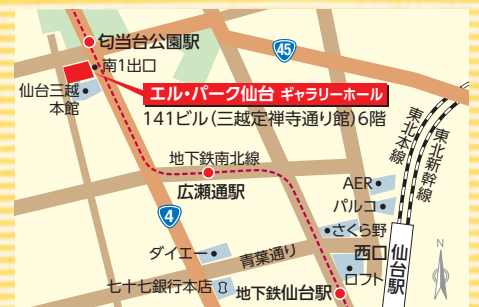 勾当台公園駅
45
南1出口
仙台三越
本館
エル・パーク仙台 ギャラリーホール
141ビル(三越定禅寺通り館)6階
東北本線
東北新幹線
地下鉄南北線
広瀬通駅
AER
パルコ
4
さくら野
ダイエー
青葉通り
西口
仙台駅
ロフト
N
七十七銀行本店
地下鉄仙台駅